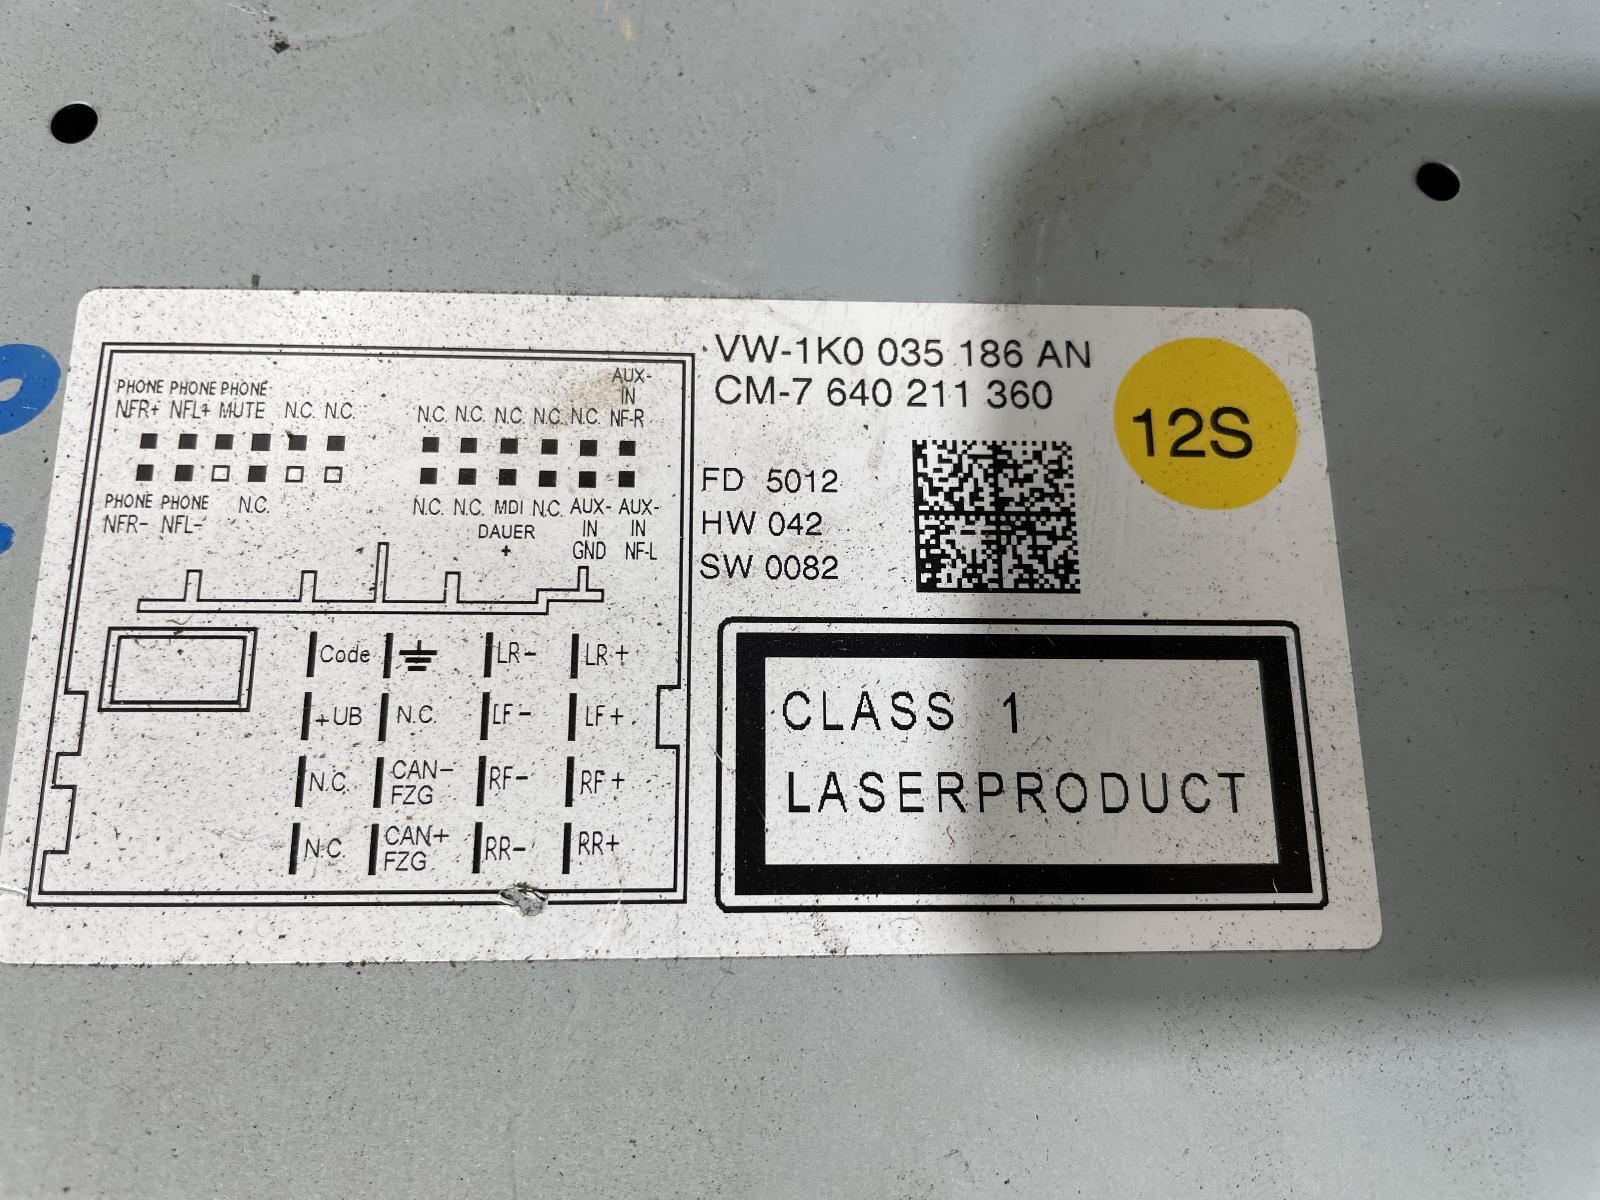 PHONE PHONE PHONE
NFR+ NFL+ MUTE N.C. N.C.
PHONE PHONE N.C.
NFR- NFL-
AUX-
IN
N.C. N.C. N.C. N.C. N.C. NF-R
N.C. N.C. MDI N.C. AUX- AUX-
DAUER IN IN
+ GND NF-L
Code LR- LR+
+UB N.C. LF- LF+
N.C. CAN- RF- RF+
FZG
N.C. CAN+ RR- RR+
FZG
VW-1K0 035 186 AN
CM-7 640 211 360
12S
FD 5012
HW 042
SW 0082
CLASS 1
LASERPRODUCT